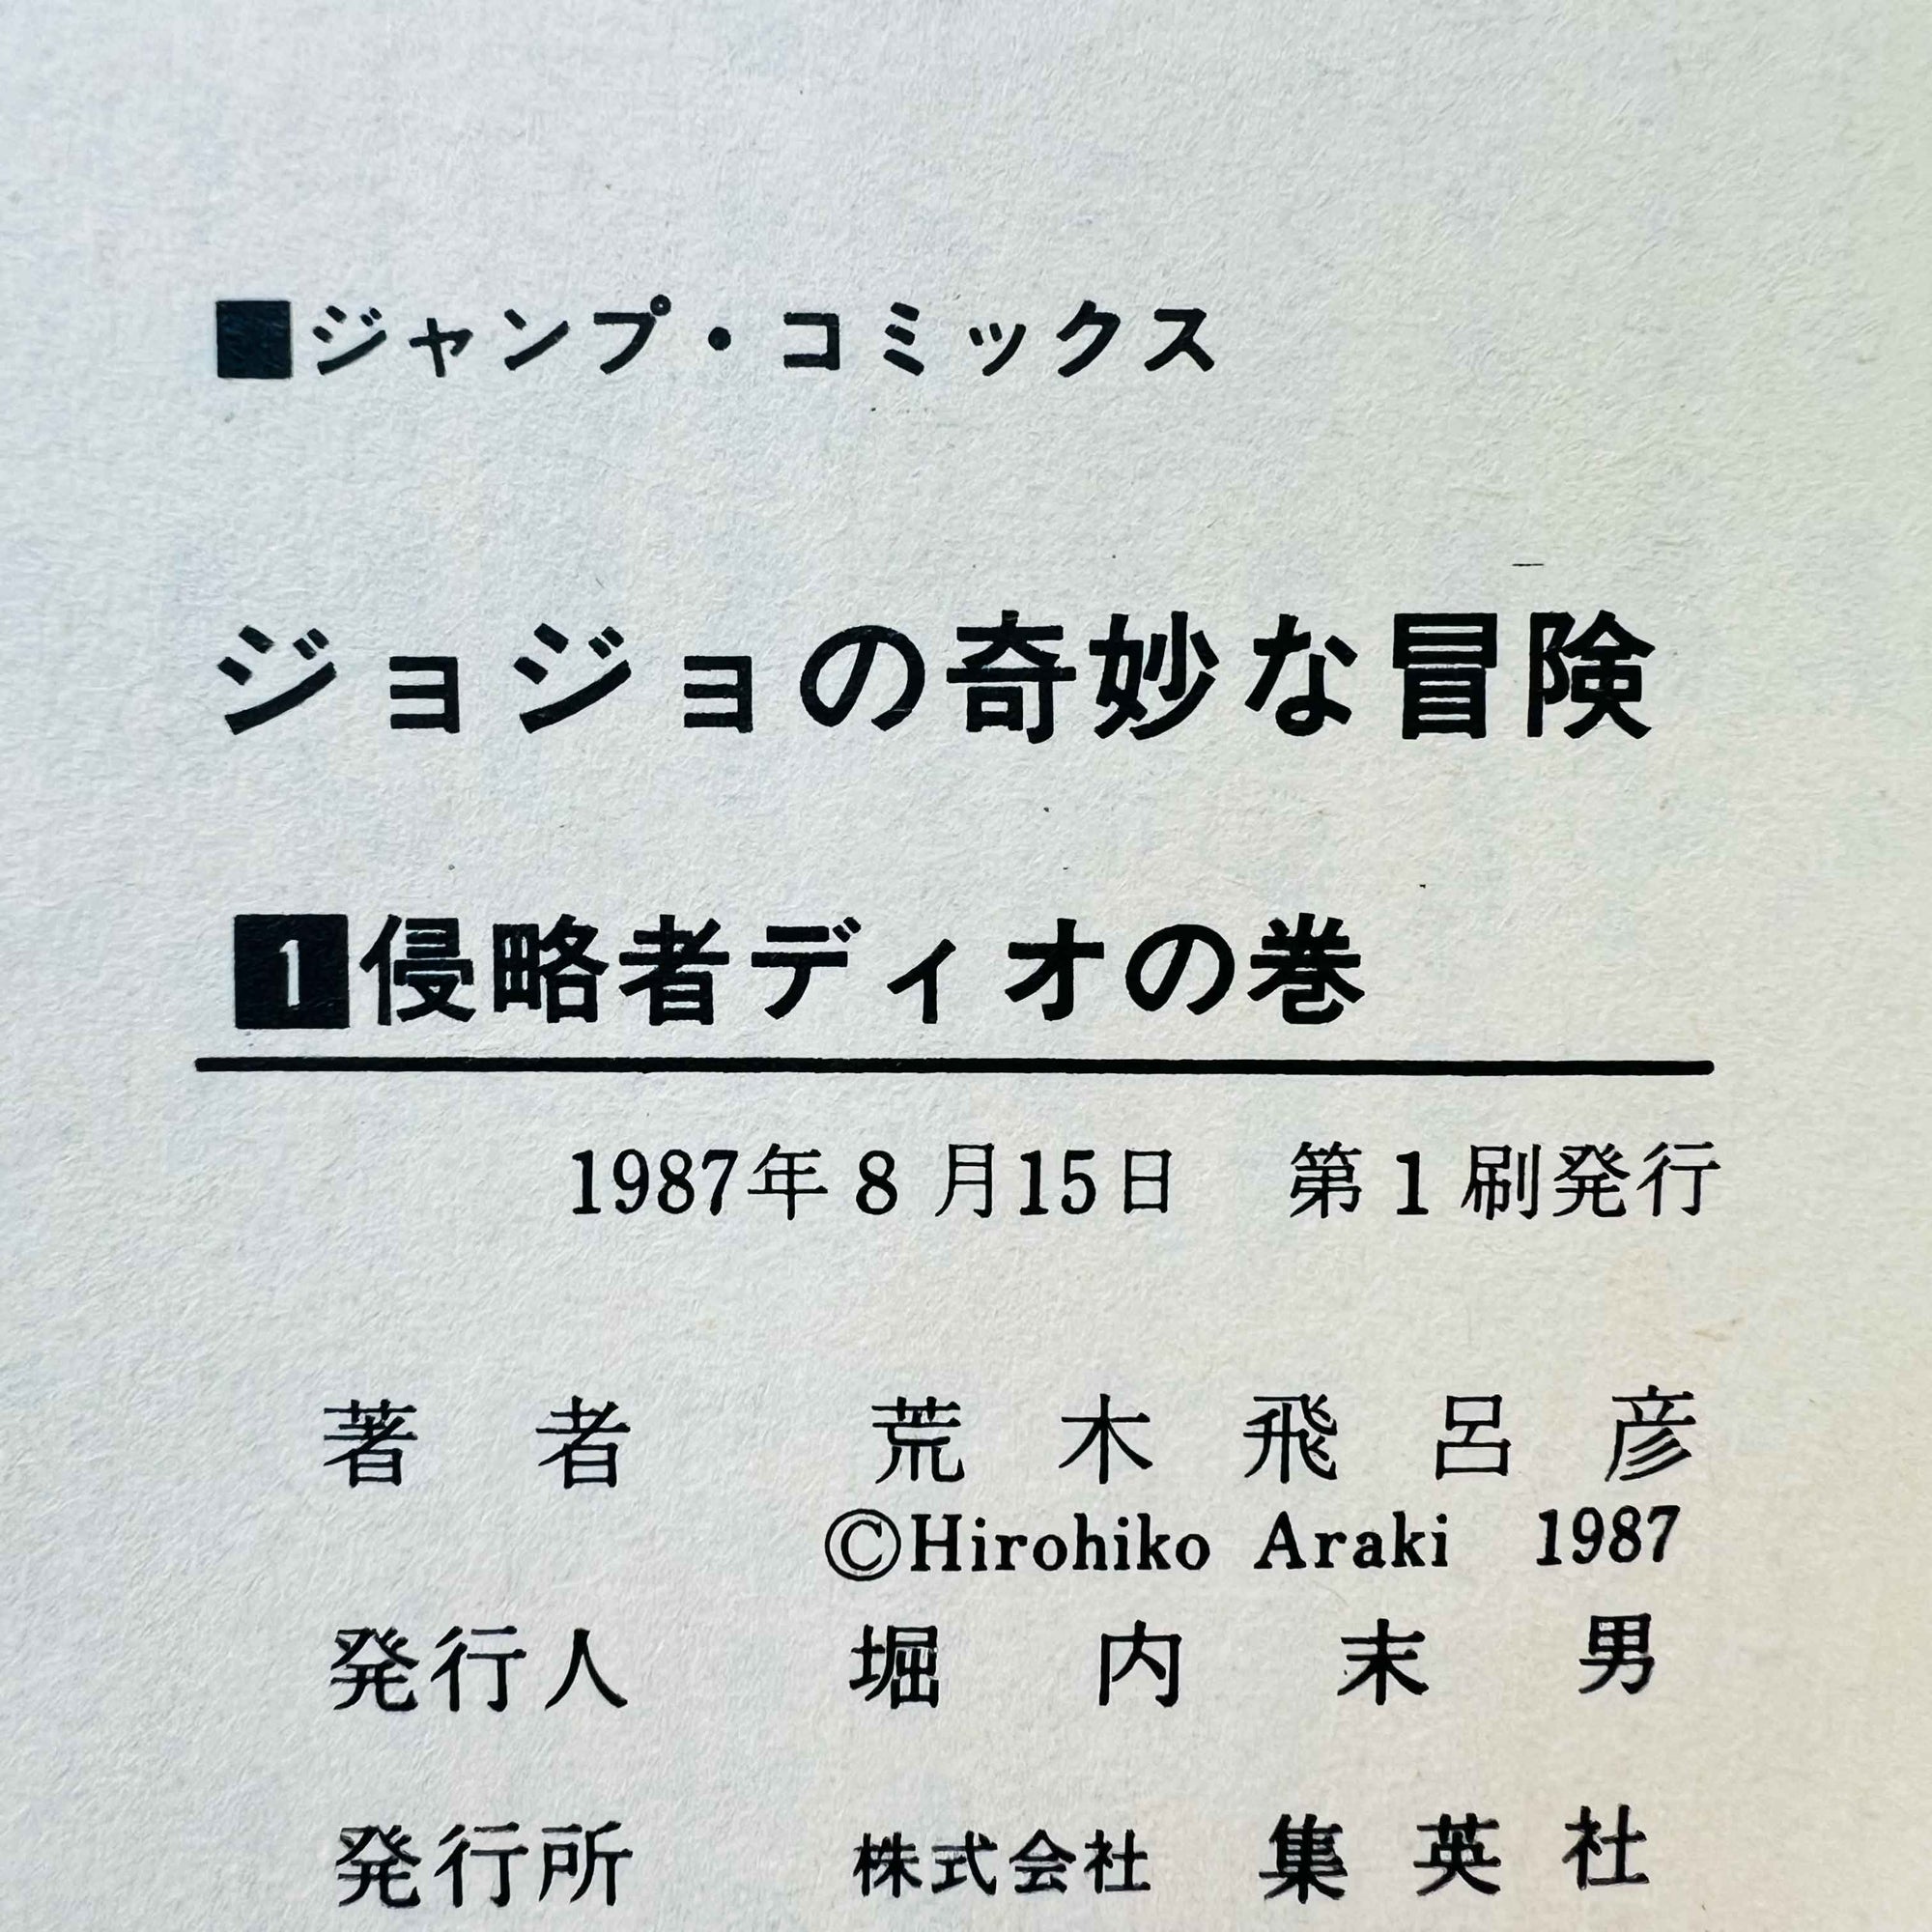 ■ジャンプ・コミックス
ジョジョの奇妙な冒険
1侵略者ディオの巻
1987年8月15日 第1刷発行
著者 荒木飛呂彦
©Hirohiko Araki 1987
発行人 堀内末男
発行所 株式会社 集英社